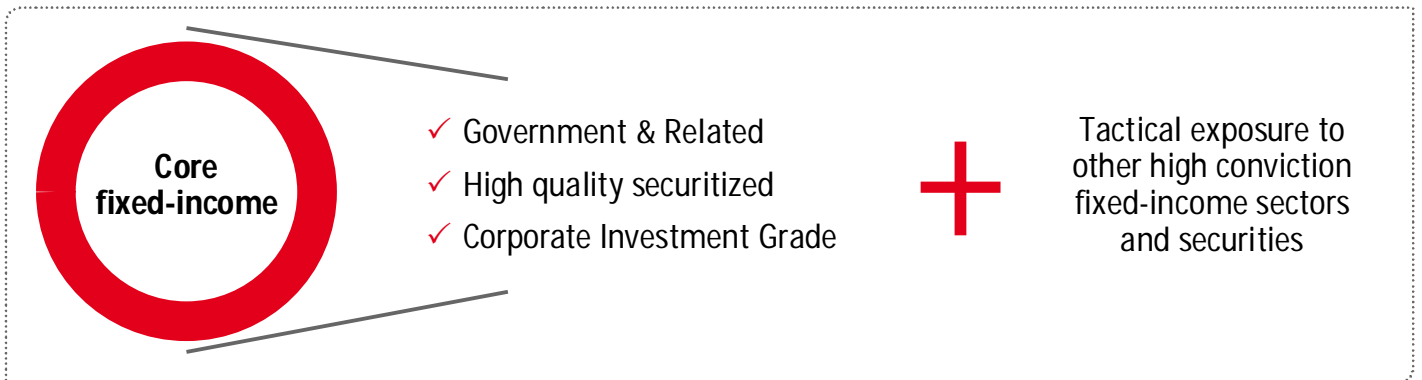 Core
fixed-income
✓ Government & Related
✓ High quality securitized
✓ Corporate Investment Grade
+
Tactical exposure to
other high conviction
fixed-income sectors
and securities